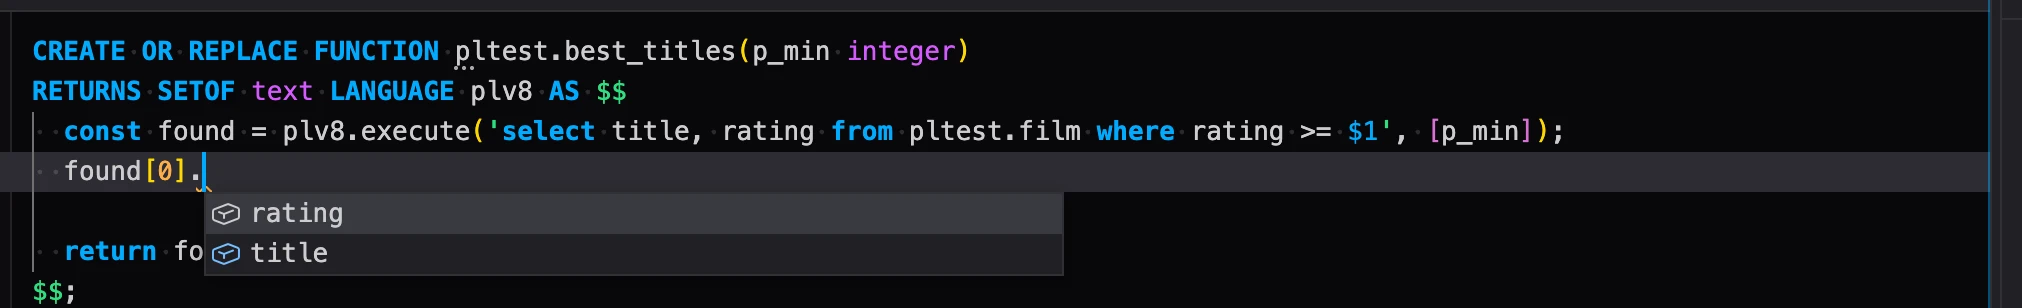 CREATE OR REPLACE FUNCTION pltest.best_titles(p_min integer)
RETURNS SETOF text LANGUAGE plv8 AS $$
const found = plv8.execute('select title, rating from pltest.film where rating >= $1', [p_min]);
found[0].
rating
title
return fo
$$;